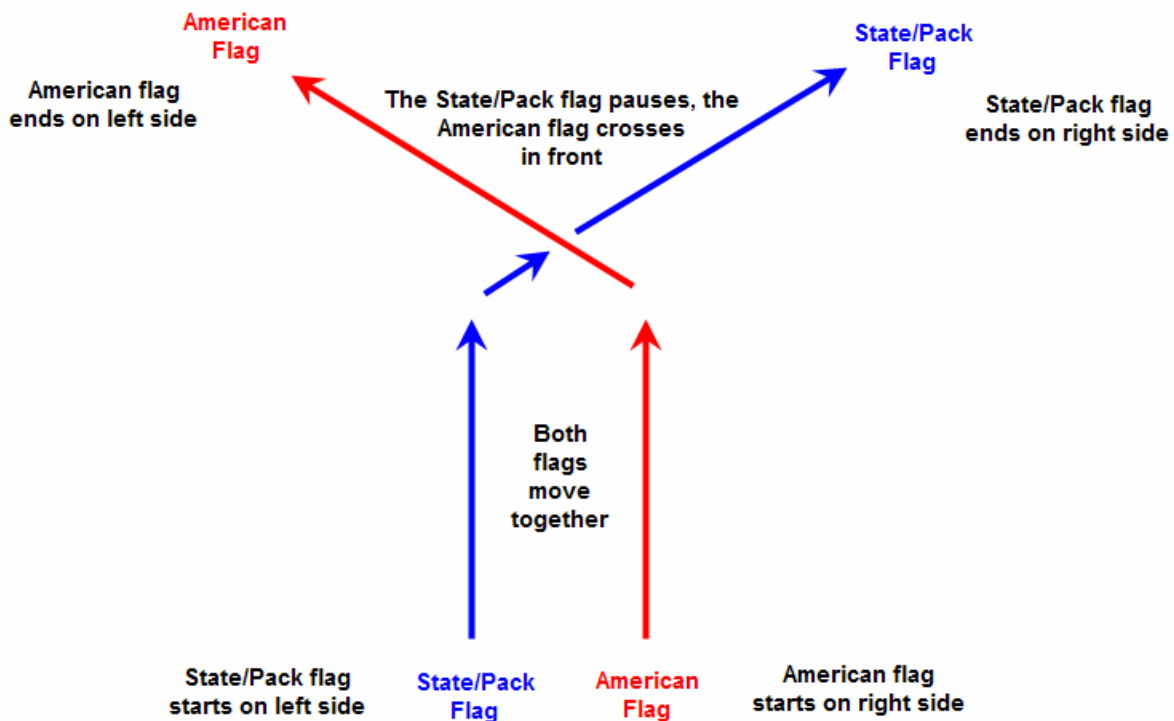 American
Flag
State/Pack
Flag
American flag
ends on left side
The State/Pack flag pauses, the
American flag crosses
in front
State/Pack flag
ends on right side
Both
flags
move
together
State/Pack flag
starts on left side
State/Pack
Flag
American
Flag
American flag
starts on right side